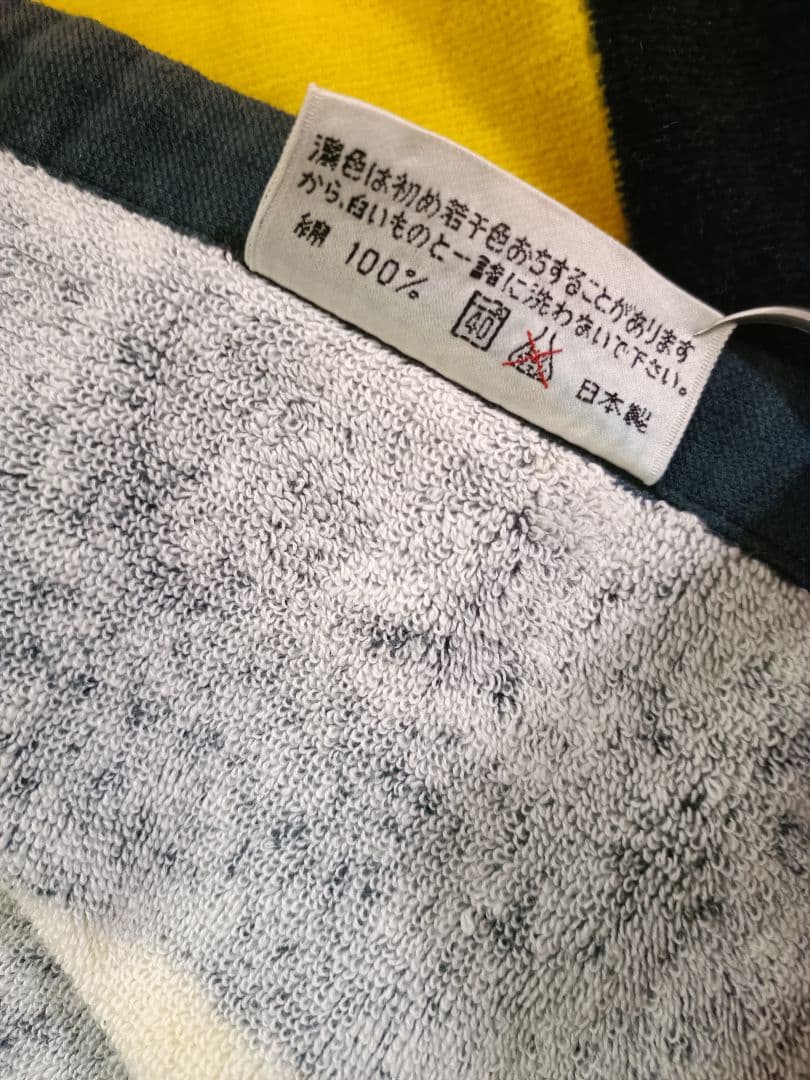 濃色は初め若干色おちすることがあります
から、白いものと一諸に洗わないで下さい。
綿 100%
40
日本製